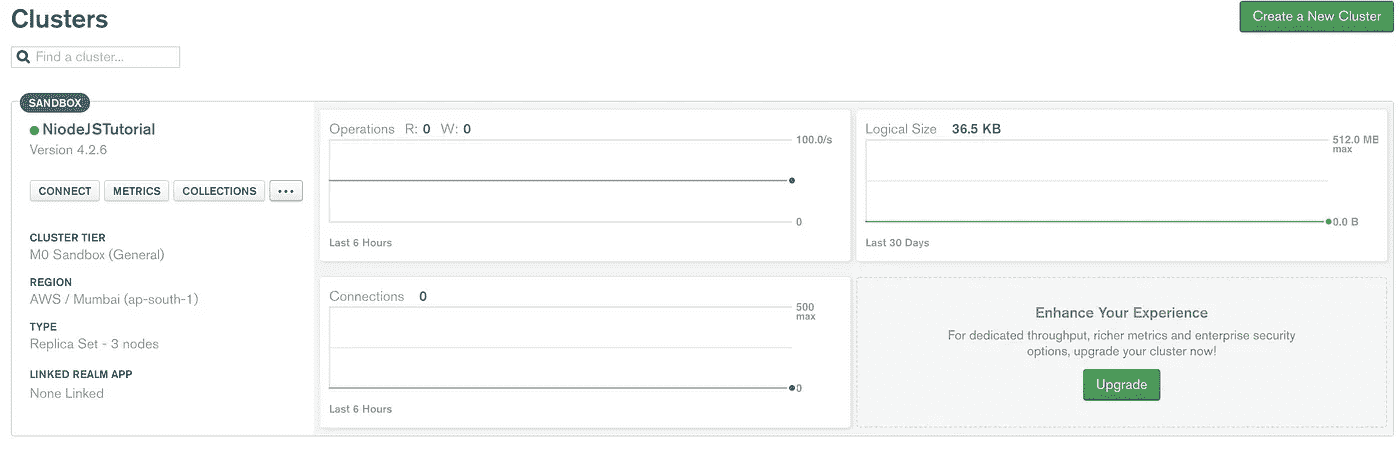 Clusters
Create a New Cluster
Find a cluster...
SANDBOX
NiodeJSTutorial
Version 4.2.6
CONNECT METRICS COLLECTIONS ...
CLUSTER TIER
M0 Sandbox (General)
REGION
AWS / Mumbai (ap-south-1)
TYPE
Replica Set - 3 nodes
LINKED REALM APP
None Linked
Operations R: 0 W: 0
100.0/s
0
Last 6 Hours
Logical Size 36.5 KB
512.0 MB
max
0.0 B
Last 30 Days
Connections 0
500
max
0
Last 6 Hours
Enhance Your Experience
For dedicated throughput, richer metrics and enterprise security
options, upgrade your cluster now!
Upgrade